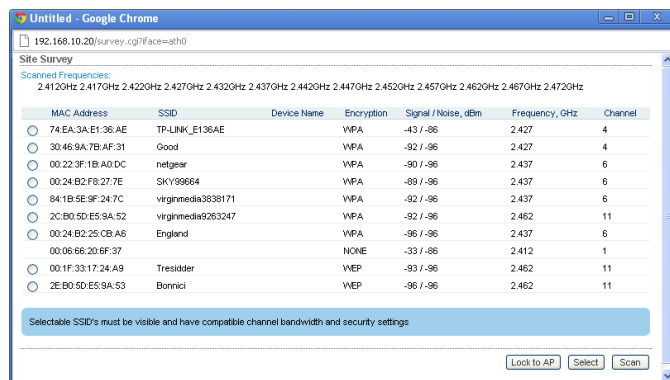 Untitled - Google Chrome
192.168.10.20/survey.cgi?iface=ath0
Site Survey
Scanned Frequencies:
2.412GHz 2.417GHz 2.422GHz 2.427GHz 2.432GHz 2.437GHz 2.442GHz 2.447GHz 2.452GHz 2.457GHz 2.462GHz 2.467GHz 2.472GHz
MAC Address SSID Device Name Encryption Signal / Noise, dBm Frequency, GHz Channel
74:EA:3A:E1:36:AE TP-LINK_E136AE WPA -43 / -86 2.427 4
30:46:9A:7B:AF:31 Good WPA -92 / -96 2.427 4
00:22:3F:1B:A0:DC netgear WPA -90 / -96 2.437 6
00:24:B2:F8:27:7E SKY99664 WPA -89 / -96 2.437 6
84:1B:5E:9F:24:7C virginmedia3838171 WPA -92 / -96 2.437 6
2C:B0:5D:E5:9A:52 virginmedia9263247 WPA -92 / -96 2.462 11
00:24:B2:25:CB:A6 England WPA -96 / -96 2.437 6
00:06:66:20:6F:37 NONE -33 / -86 2.412 1
00:1F:33:17:24:A9 Tresidder WEP -93 / -96 2.462 11
2E:B0:5D:E5:9A:53 Bonnici WEP -96 / -96 2.462 11
Selectable SSID's must be visible and have compatible channel bandwidth and security settings
Lock to AP Select Scan